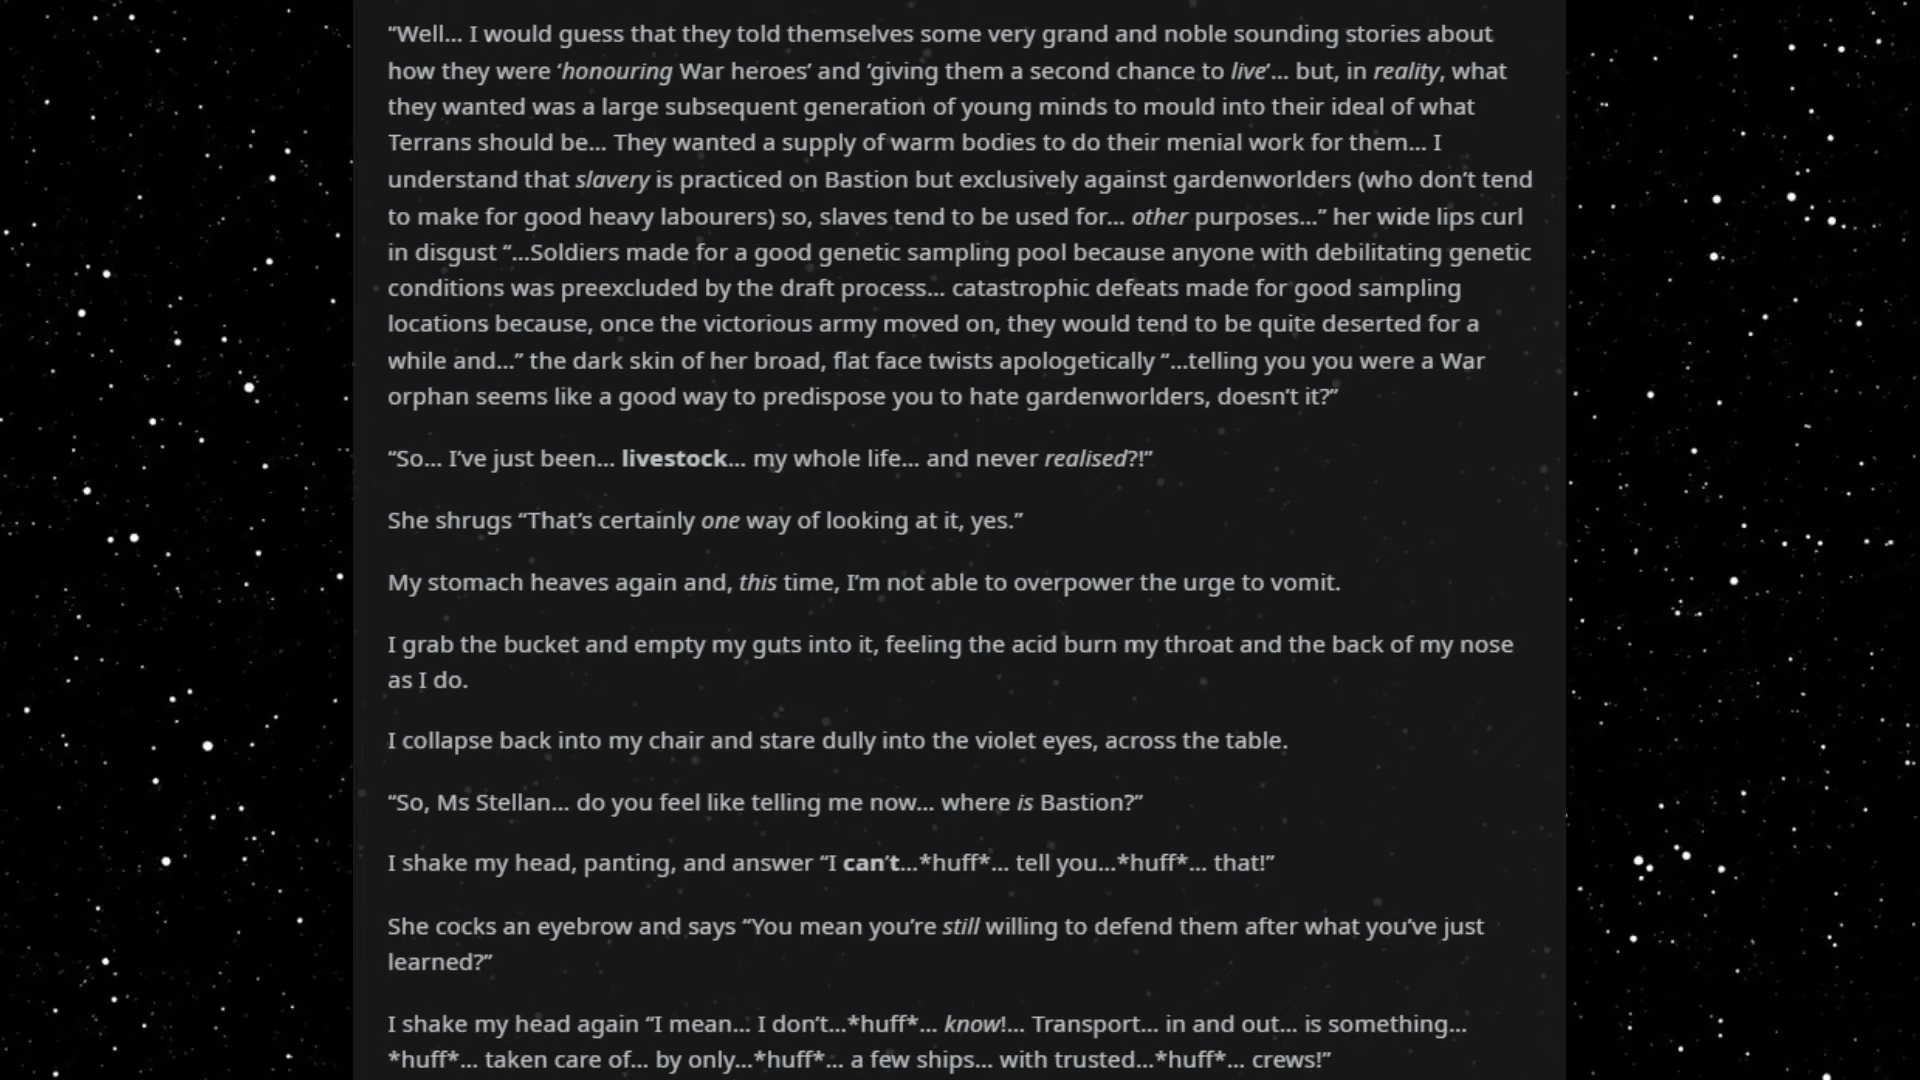 “Well... I would guess that they told themselves some very grand and noble sounding stories about
how they were ‘honouring War heroes’ and ‘giving them a second chance to live’... but, in reality, what
they wanted was a large subsequent generation of young minds to mould into their ideal of what
Terrans should be... They wanted a supply of warm bodies to do their menial work for them... I
understand that slavery is practiced on Bastion but exclusively against gardenworlders (who don’t tend
to make for good heavy labourers) so, slaves tend to be used for... other purposes...” her wide lips curl
in disgust “...Soldiers made for a good genetic sampling pool because anyone with debilitating genetic
conditions was preexcluded by the draft process... catastrophic defeats made for good sampling
locations because, once the victorious army moved on, they would tend to be quite deserted for a
while and...” the dark skin of her broad, flat face twists apologetically “...telling you you were a War
orphan seems like a good way to predispose you to hate gardenworlders, doesn’t it?”
“So... I’ve just been... livestock... my whole life... and never realised?!”
She shrugs “That’s certainly one way of looking at it, yes.”
My stomach heaves again and, this time, I’m not able to overpower the urge to vomit.
I grab the bucket and empty my guts into it, feeling the acid burn my throat and the back of my nose
as I do.
I collapse back into my chair and stare dully into the violet eyes, across the table.
“So, Ms Stellan... do you feel like telling me now... where is Bastion?”
I shake my head, panting, and answer “I can’t...*huff*... tell you...*huff*... that!”
She cocks an eyebrow and says “You mean you’re still willing to defend them after what you’ve just
learned?”
I shake my head again “I mean... I don’t...*huff*... know!... Transport... in and out... is something...
*huff*... taken care of... by only...*huff*... a few ships... with trusted...*huff*... crews!”